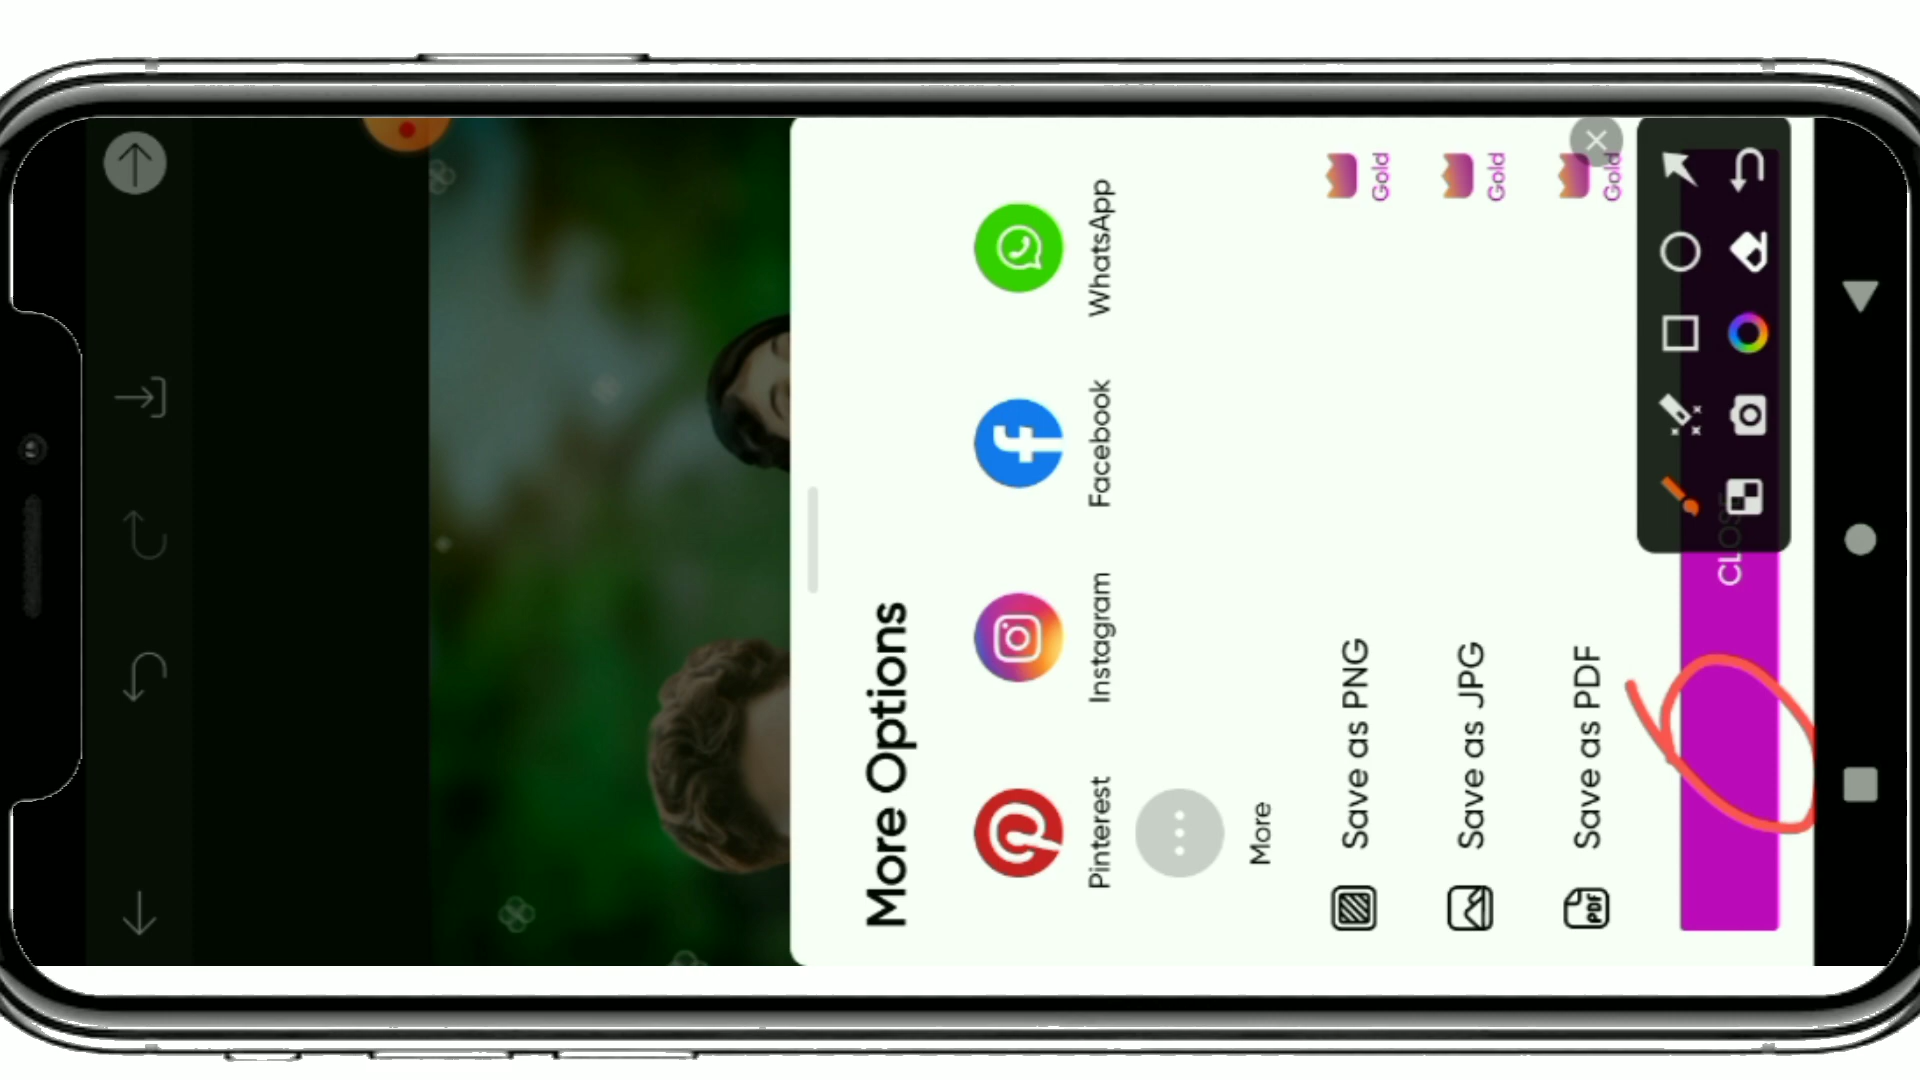 More Options
Pinterest
Instagram
Facebook
WhatsApp
More
Save as PNG
Gold
Save as JPG
Gold
Save as PDF
PDF
Gold
CLOSE